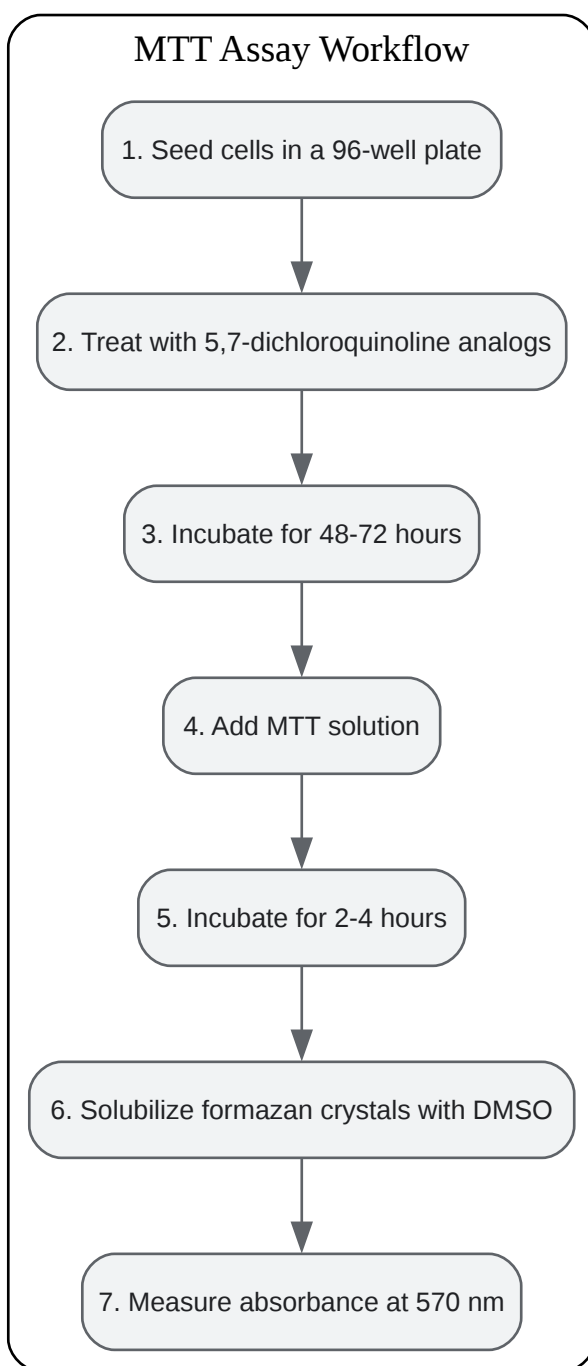 MTT Assay Workflow
1. Seed cells in a 96-well plate
2. Treat with 5,7-dichloroquinoline analogs
3. Incubate for 48-72 hours
4. Add MTT solution
5. Incubate for 2-4 hours
6. Solubilize formazan crystals with DMSO
7. Measure absorbance at 570 nm